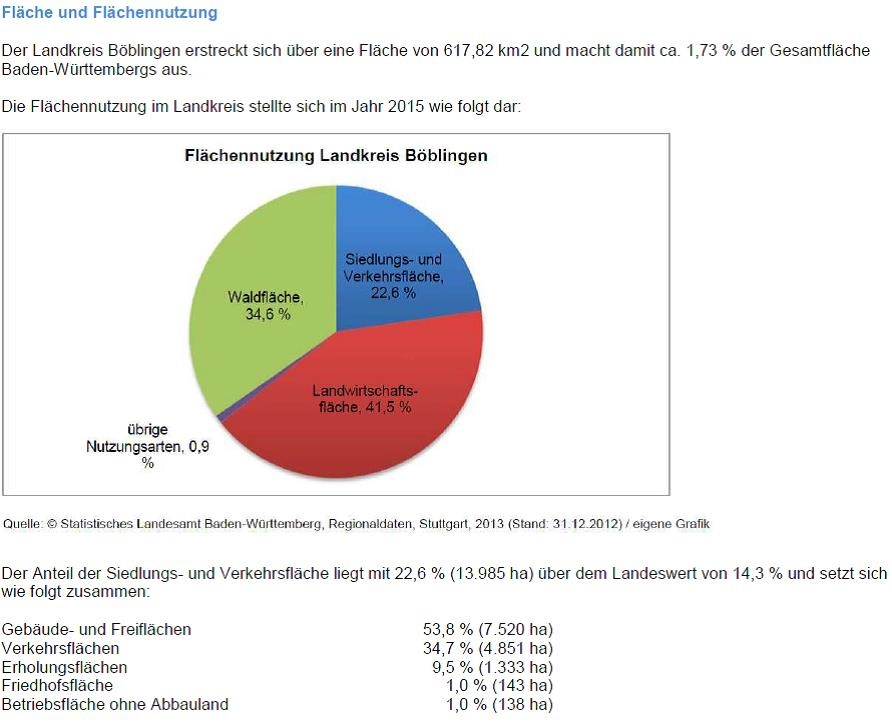 Fläche und Flächennutzung
Der Landkreis Böblingen erstreckt sich über eine Fläche von 617,82 km2 und macht damit ca. 1,73 % der Gesamtfläche
Baden-Württembergs aus.
Die Flächennutzung im Landkreis stellte sich im Jahr 2015 wie folgt dar:
Flächennutzung Landkreis Böblingen
Siedlungs- und
Verkehrsfläche,
22,6 %
Waldfläche,
34,6 %
Landwirtschafts-
fläche, 41,5 %
übrige
Nutzungsarten, 0,9
%
Quelle: © Statistisches Landesamt Baden-Württemberg, Regionaldaten, Stuttgart, 2013 (Stand: 31.12.2012) / eigene Grafik
Der Anteil der Siedlungs- und Verkehrsfläche liegt mit 22,6 % (13.985 ha) über dem Landeswert von 14,3 % und setzt sich
wie folgt zusammen:
Gebäude- und Freiflächen 53,8 % (7.520 ha)
Verkehrsflächen 34,7 % (4.851 ha)
Erholungsflächen 9,5 % (1.333 ha)
Friedhofsfläche 1,0 % (143 ha)
Betriebsfläche ohne Abbauland 1,0 % (138 ha)